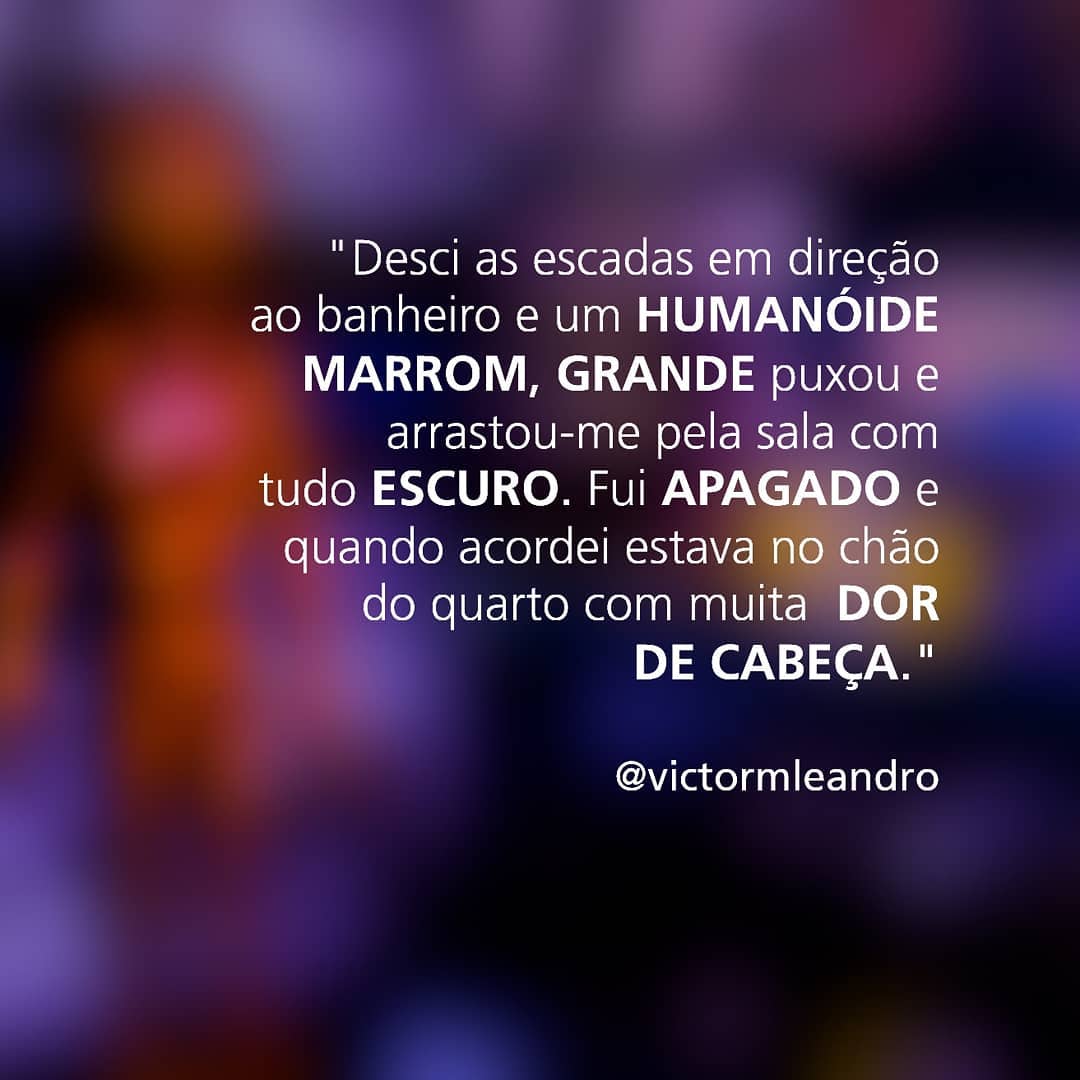 "Desci as escadas em direção
ao banheiro e um HUMANÓIDE
MARROM, GRANDE puxou e
arrastou-me pela sala com
tudo ESCURO. Fui APAGADO e
quando acordei estava no chão
do quarto com muita DOR
DE CABEÇA."
@victormleandro